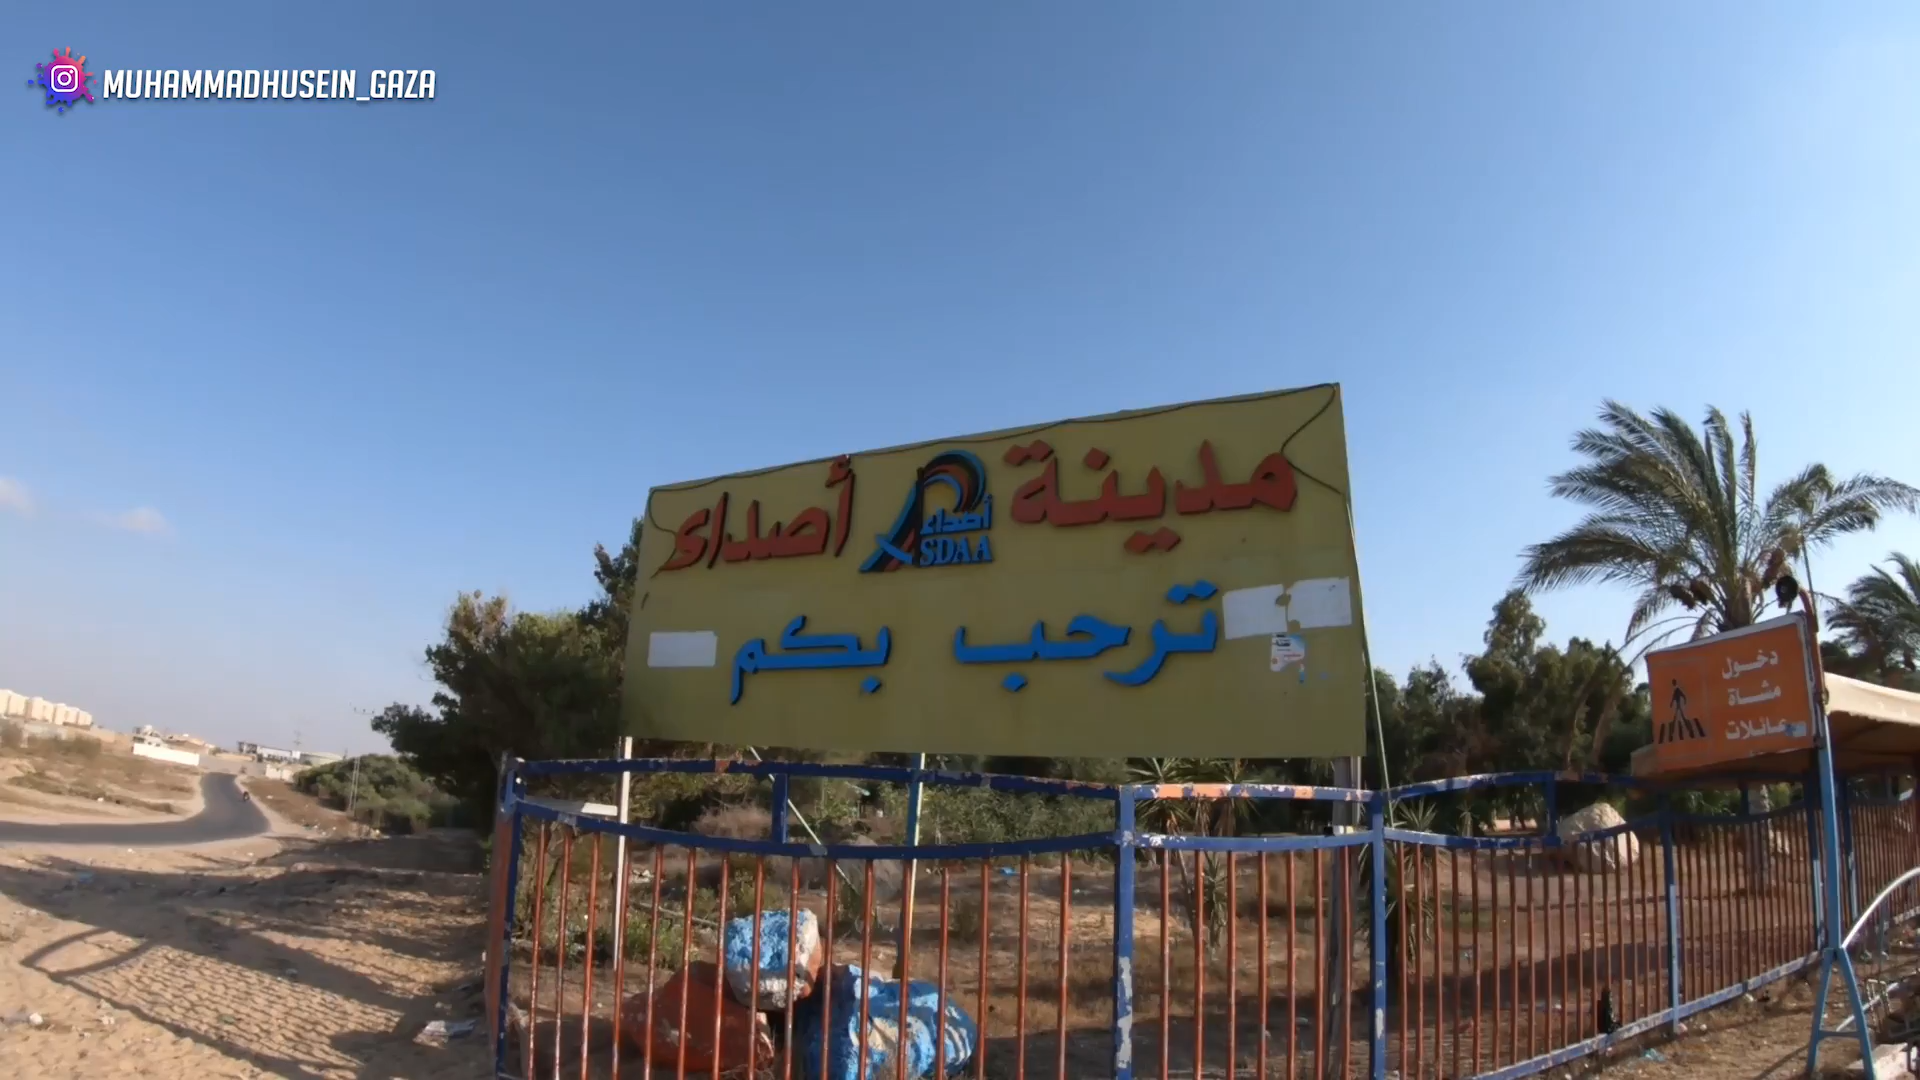 MUHAMMADHUSEIN_GAZA
مدينة أصداء
أصداء
ASDAA
ترحب بكم
دخول
مشاة
عائلات